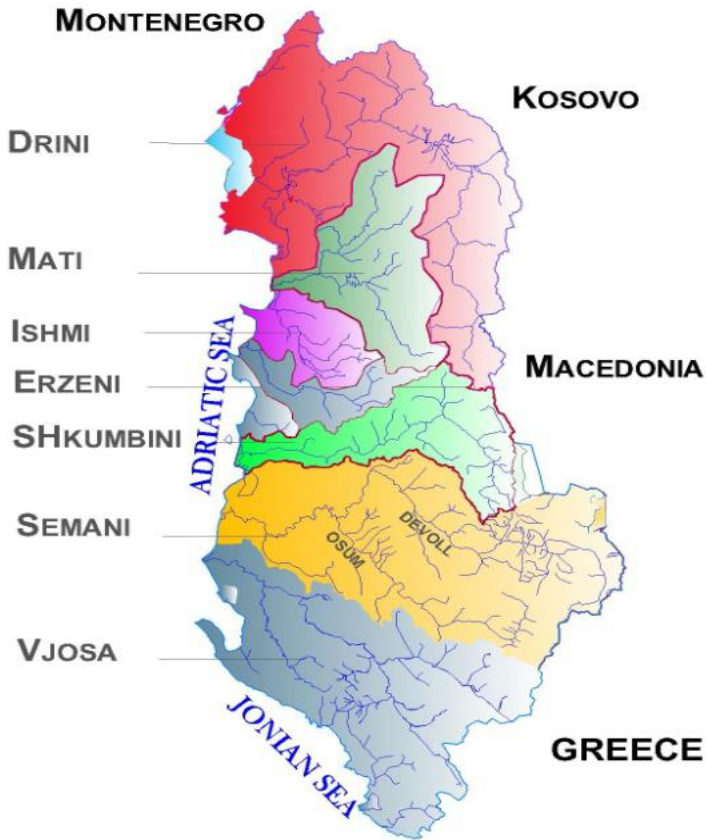 MONTENEGRO
KOSOVO
DRINI
MATI
ISHMI
ERZENI
MACEDONIA
SHKUMBINI
ADRIATIC SEA
SEMANI
OSUM
DEVOLL
VJOSA
JONIAN SEA
GREECE